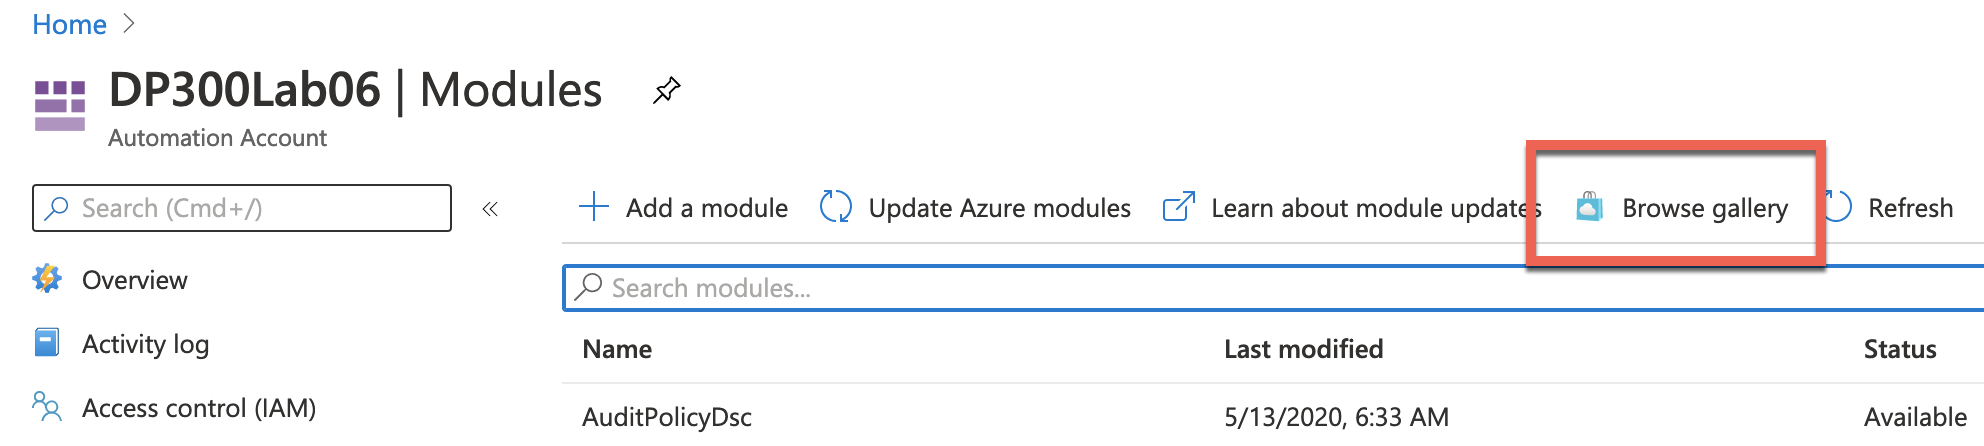 Home
DP300Lab06 | Modules
Automation Account
Search (Cmd+/)
«
Add a module
Update Azure modules
Learn about module updates
Browse gallery
Refresh
Overview
Activity log
Access control (IAM)
Search modules...
Name Last modified Status
AuditPolicyDsc 5/13/2020, 6:33 AM Available